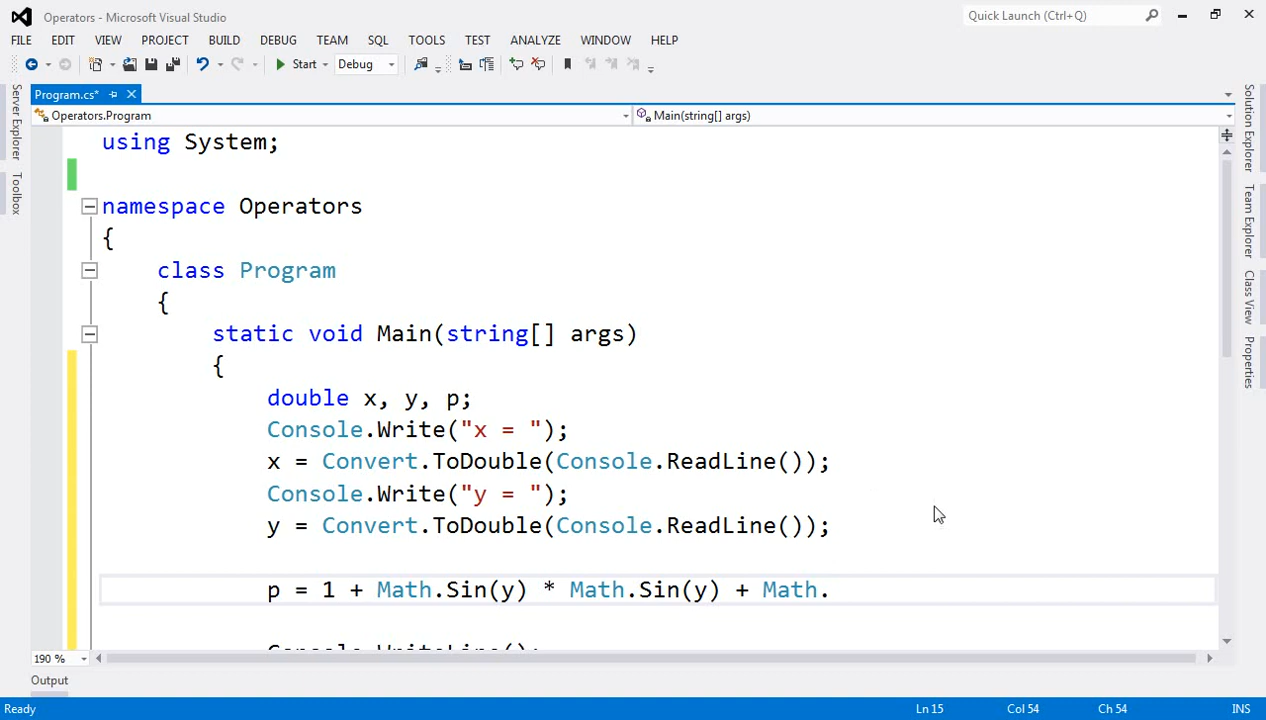 Operators - Microsoft Visual Studio
Quick Launch (Ctrl+Q)
FILE EDIT VIEW PROJECT BUILD DEBUG TEAM SQL TOOLS TEST ANALYZE WINDOW HELP
Start Debug
Program.cs*
Operators.Program Main(string[] args)
Server Explorer
Toolbox
Solution Explorer
Team Explorer
Class View
Properties
using System;
namespace Operators
{
class Program
{
static void Main(string[] args)
{
double x, y, p;
Console.Write("x = ");
x = Convert.ToDouble(Console.ReadLine());
Console.Write("y = ");
y = Convert.ToDouble(Console.ReadLine());
p = 1 + Math.Sin(y) * Math.Sin(y) + Math.
Console.WriteLine();
190 %
Output
Ready Ln 15 Col 54 Ch 54 INS